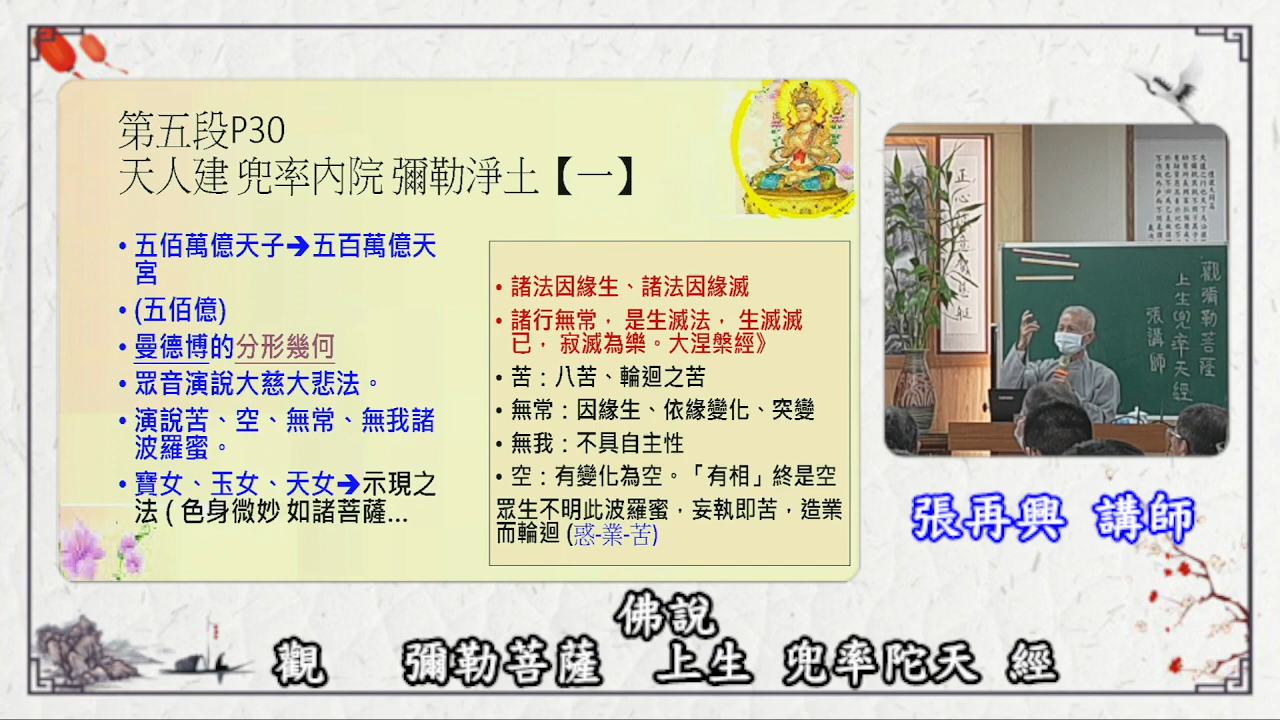 第五段P30
天人建 兜率內院 彌勒淨土【一】
• 五佰萬億天子➔五百萬億天
宮
• (五佰億)
• 曼德博的分形幾何
• 眾音演說大慈大悲法。
• 演說苦、空、無常、無我諸
波羅蜜。
• 寶女、玉女、天女➔示現之
法 ( 色身微妙 如諸菩薩...
• 諸法因緣生、諸法因緣滅
• 諸行無常， 是生滅法， 生滅滅
已， 寂滅為樂。大涅槃經》
• 苦：八苦、輪迴之苦
• 無常：因緣生、依緣變化、突變
• 無我：不具自主性
• 空：有變化為空。「有相」終是空
眾生不明此波羅蜜，妄執即苦，造業
而輪迴 (惑-業-苦)
觀彌勒菩薩
上生兜率天經
張講師
張再興 講師
佛說
觀 彌勒菩薩 上生 兜率陀天 經